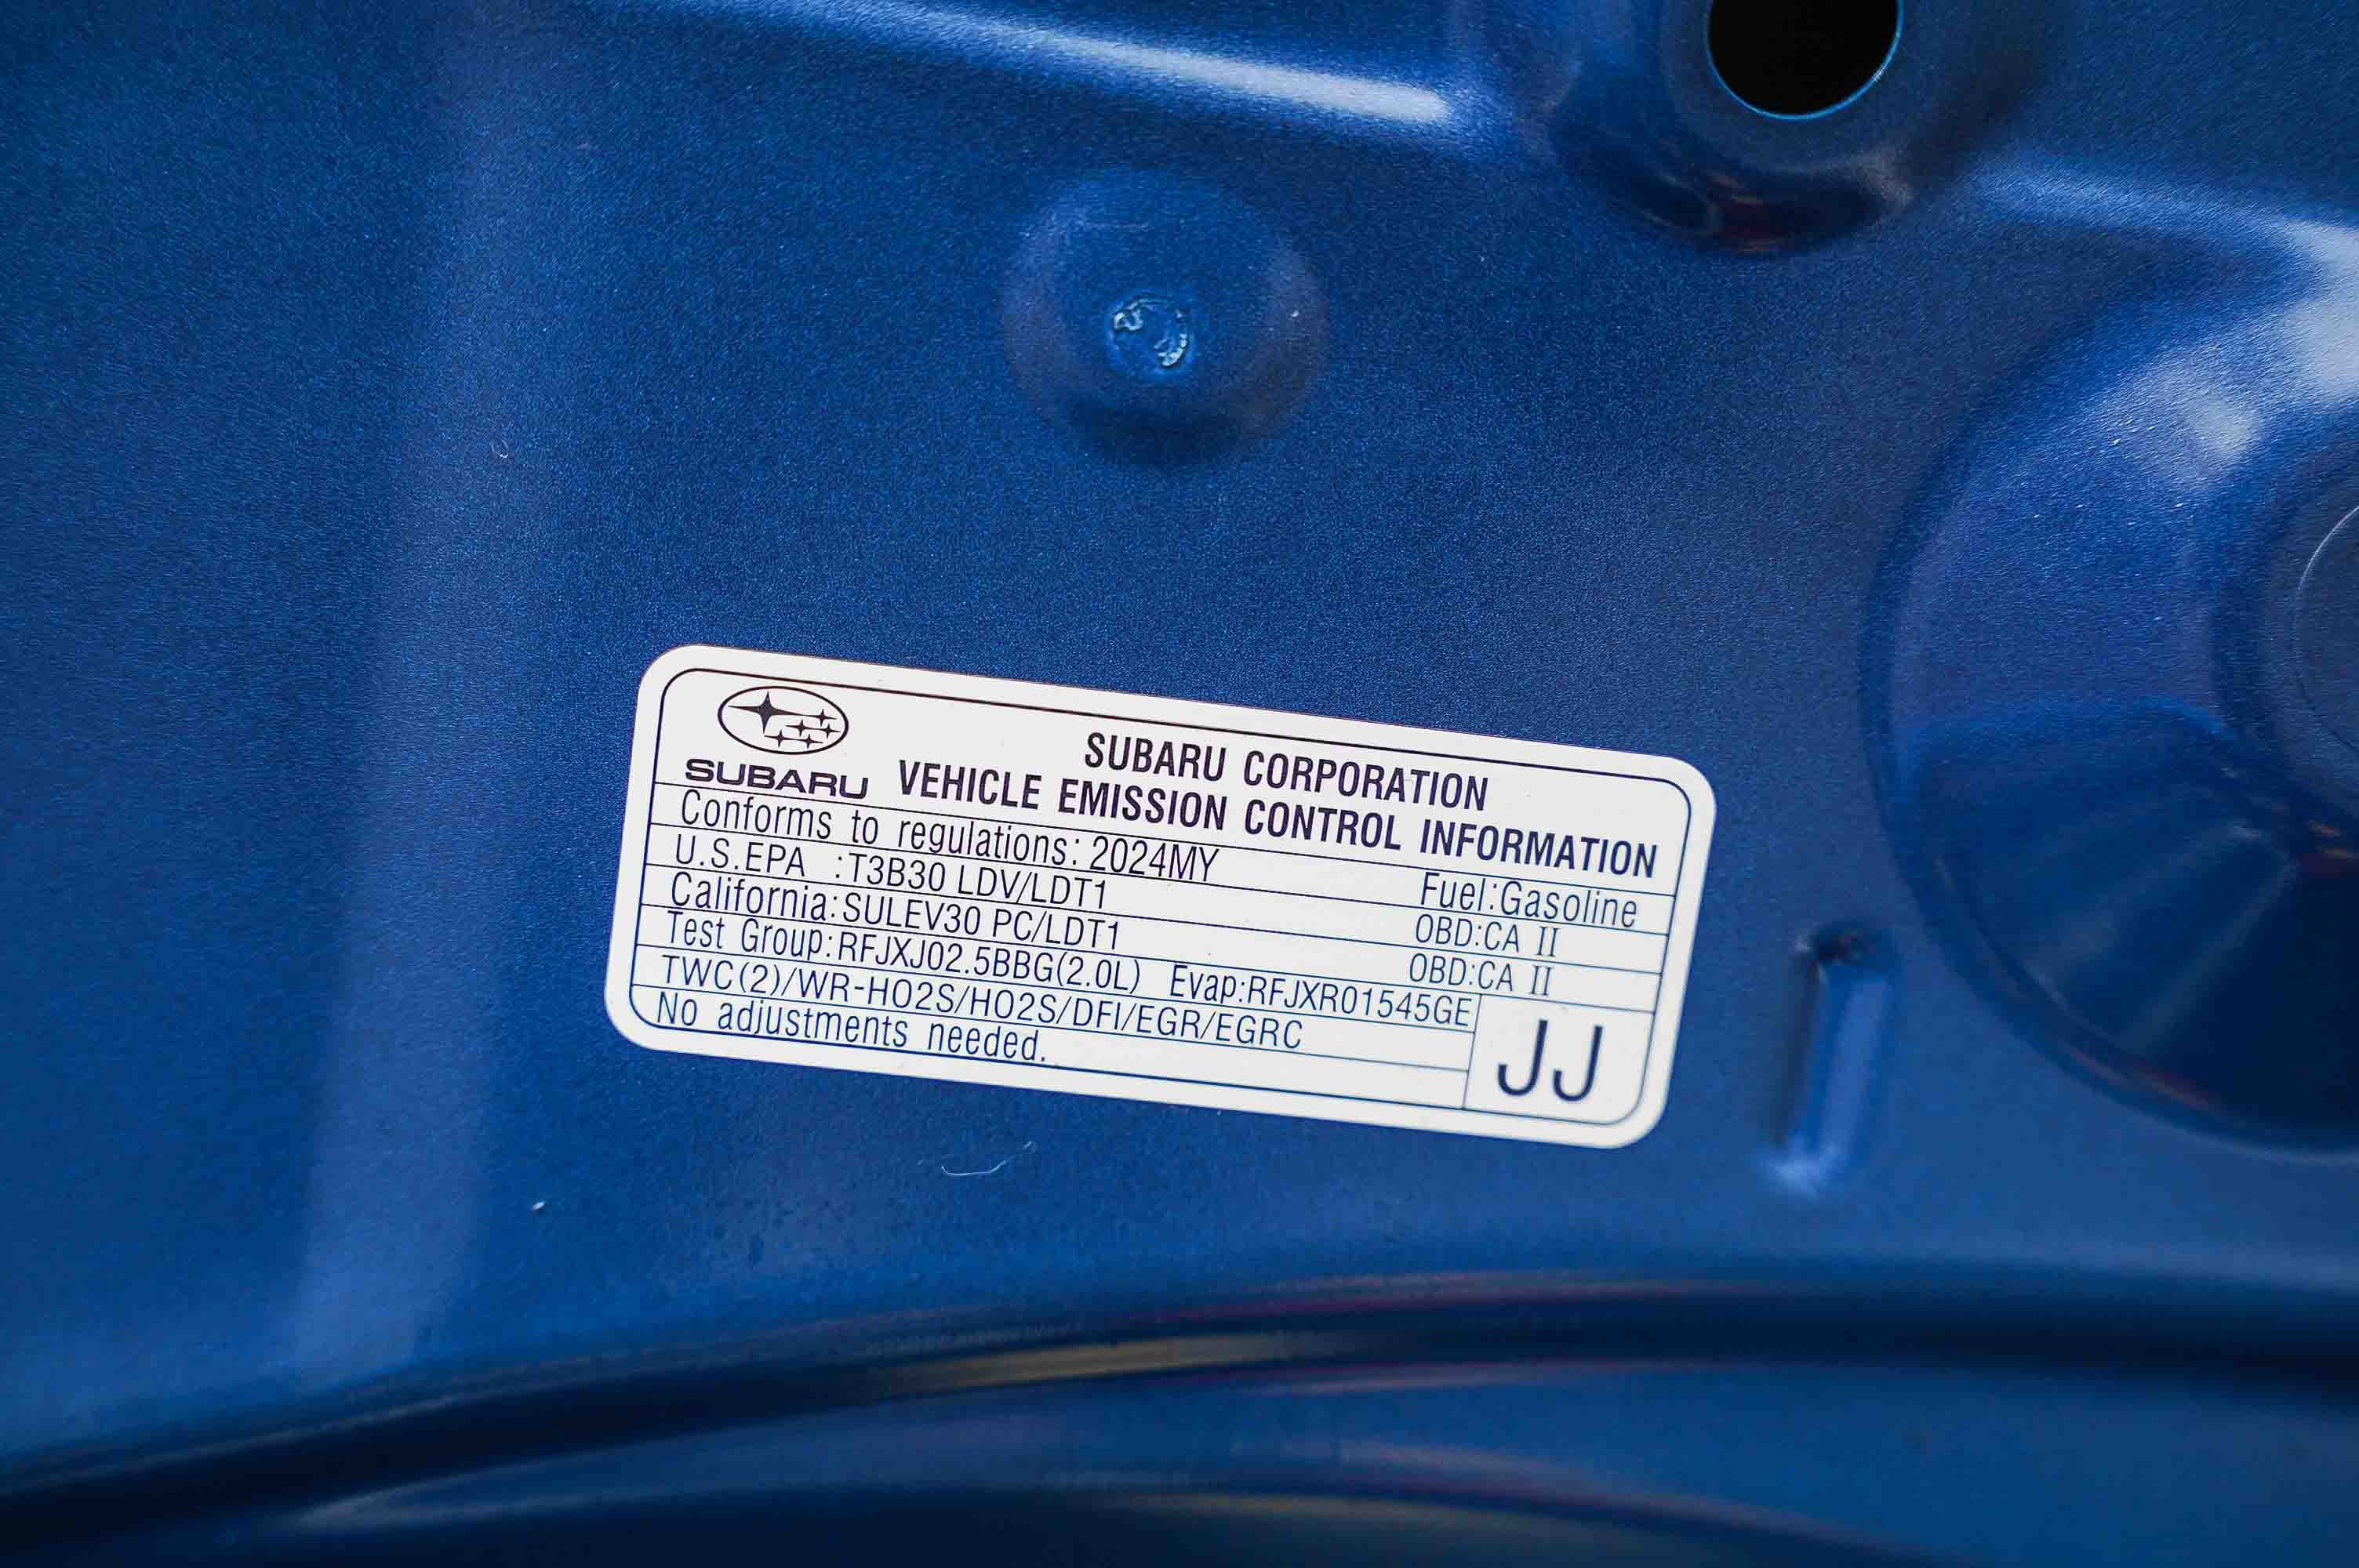 SUBARU CORPORATION
SUBARU VEHICLE EMISSION CONTROL INFORMATION
Conforms to regulations: 2024MY Fuel:Gasoline
U.S.EPA :T3B30 LDV/LDT1 OBD:CA II
California:SULEV30 PC/LDT1 OBD:CA II
Test Group:RFJXJ02.5BBG(2.0L) Evap:RFJXR01545GE
TWC(2)/WR-HO2S/HO2S/DFI/EGR/EGRC
No adjustments needed.
JJ